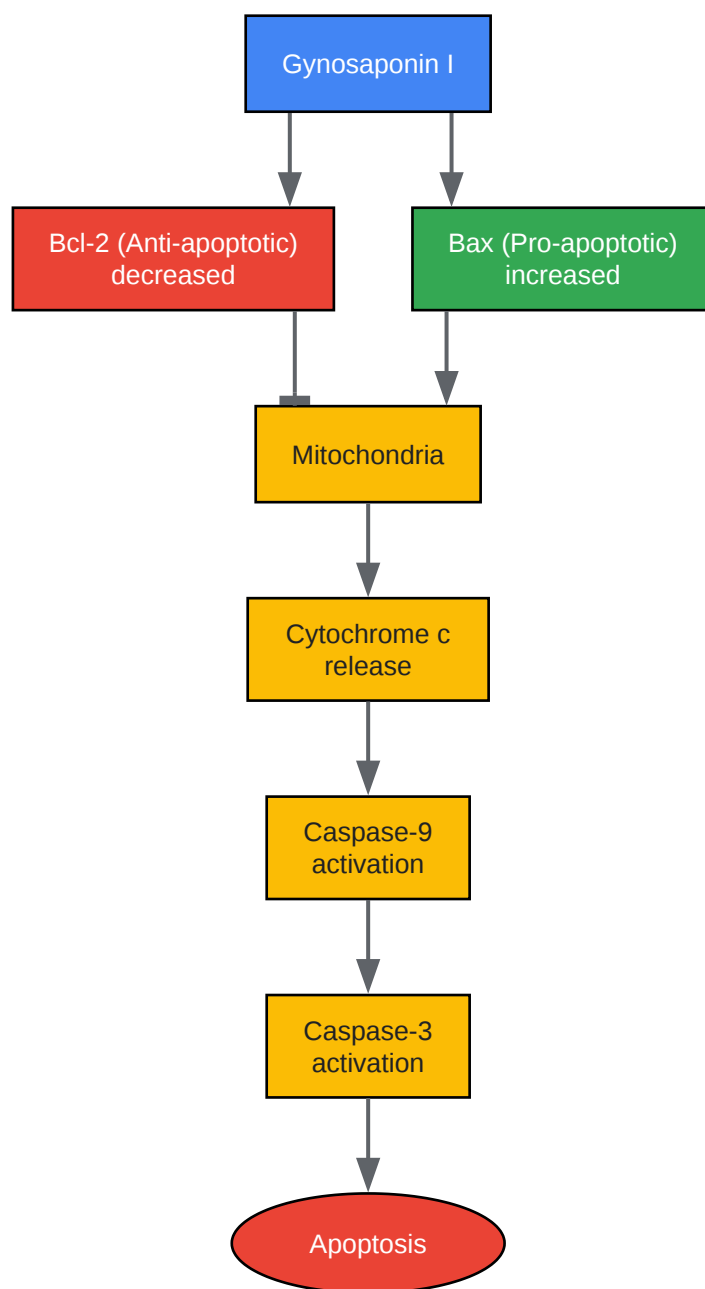 Gynosaponin I
Bcl-2 (Anti-apoptotic)
decreased
Bax (Pro-apoptotic)
increased
Mitochondria
Cytochrome c
release
Caspase-9
activation
Caspase-3
activation
Apoptosis